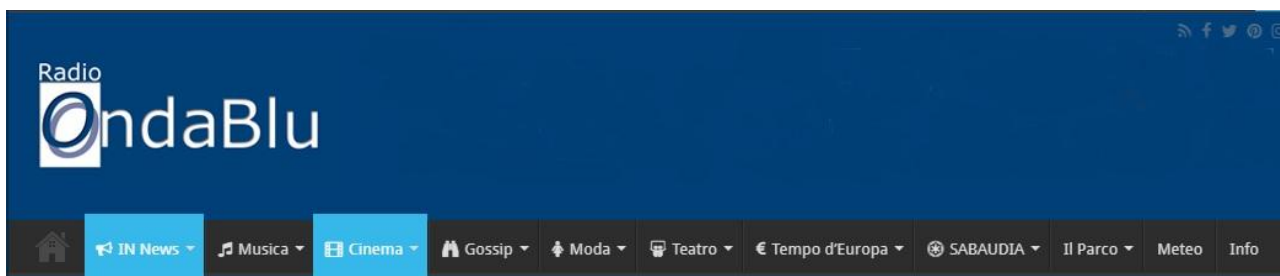 Radio
OndaBlu
IN News Musica Cinema Gossip Moda Teatro € Tempo d'Europa SABAUDIA Il Parco Meteo Info